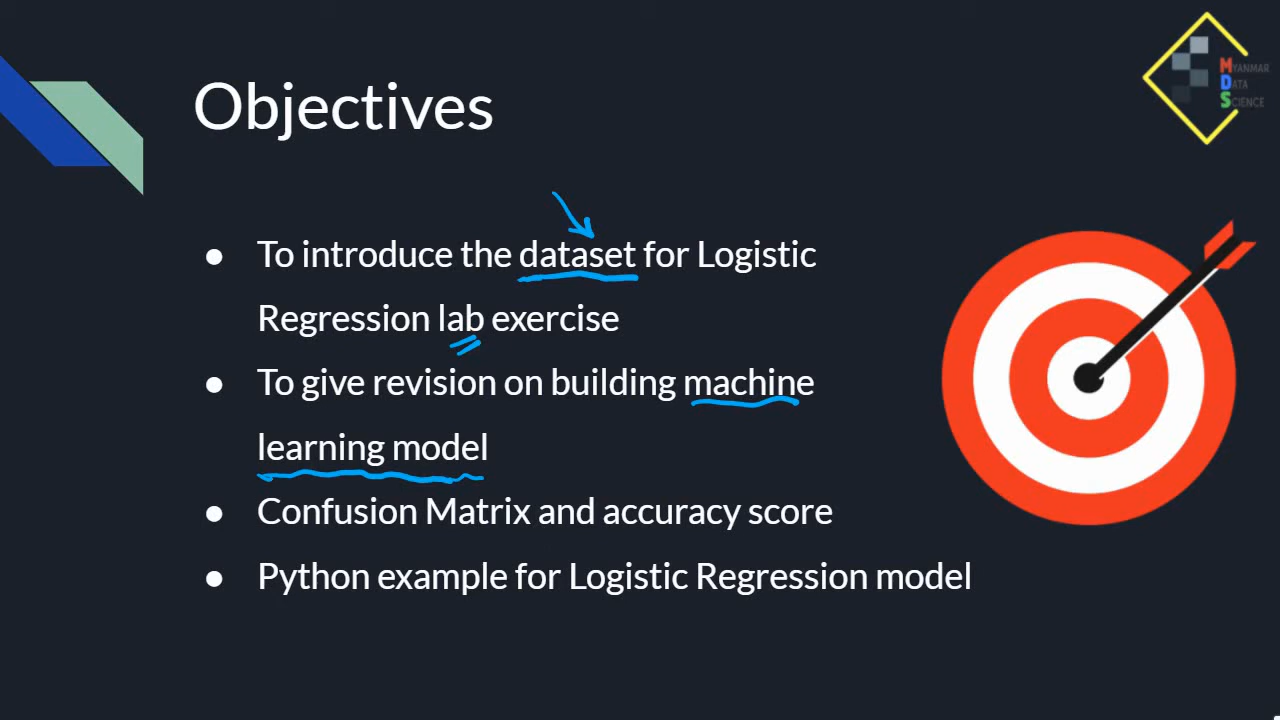 Objectives
MYANMAR
DATA
SCIENCE
● To introduce the dataset for Logistic
Regression lab exercise
● To give revision on building machine
learning model
● Confusion Matrix and accuracy score
● Python example for Logistic Regression model